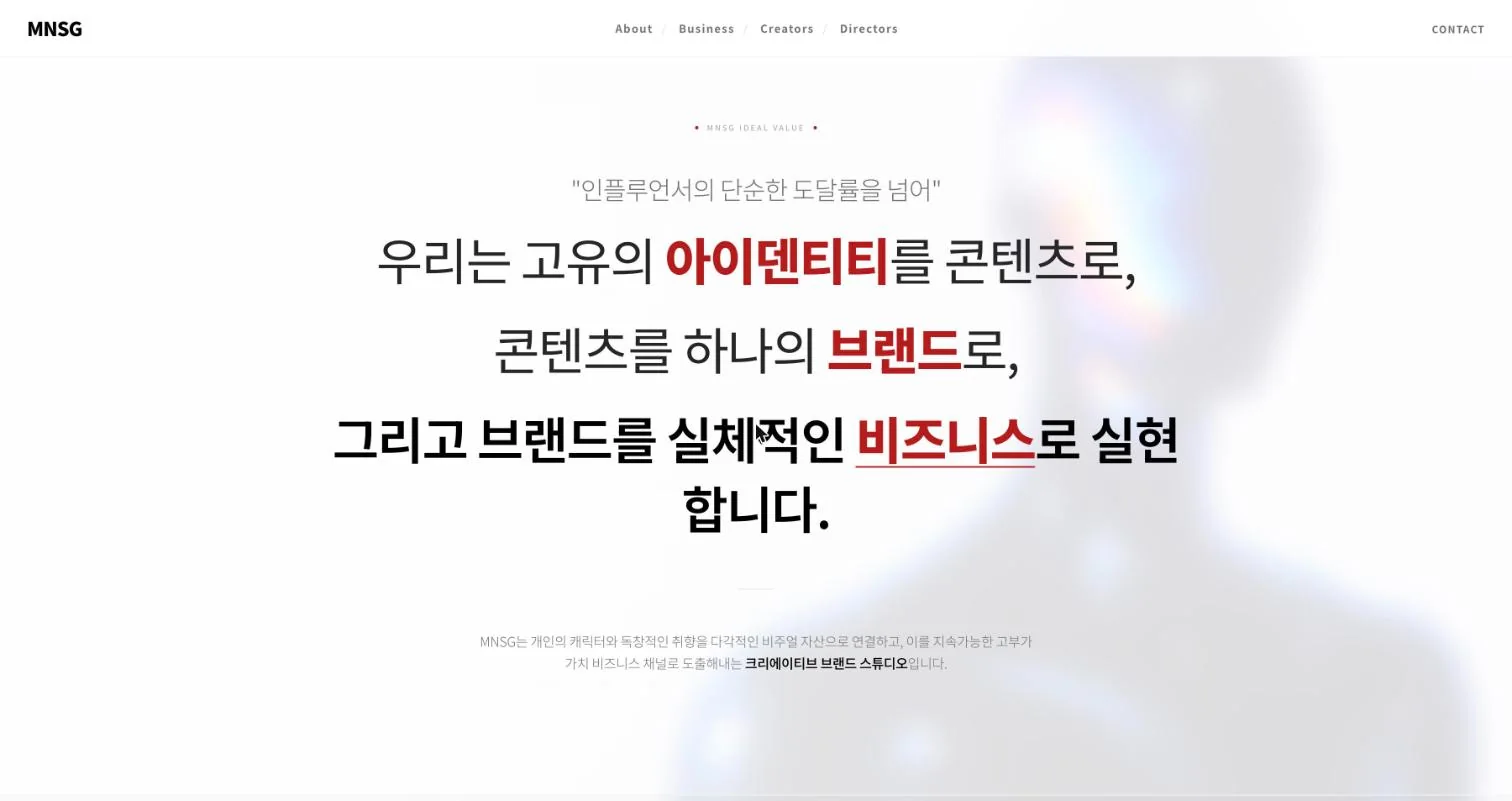 MNSG
About / Business / Creators / Directors
CONTACT
• MNSG IDEAL VALUE •
"인플루언서의 단순한 도달률을 넘어"
우리는 고유의 아이덴티티를 콘텐츠로,
콘텐츠를 하나의 브랜드로,
그리고 브랜드를 실체적인 비즈니스로 실현
합니다.
MNSG는 개인의 캐릭터와 독창적인 취향을 다각적인 비주얼 자산으로 연결하고, 이를 지속가능한 고부가
가치 비즈니스 채널로 도출해내는 크리에이티브 브랜드 스튜디오입니다.